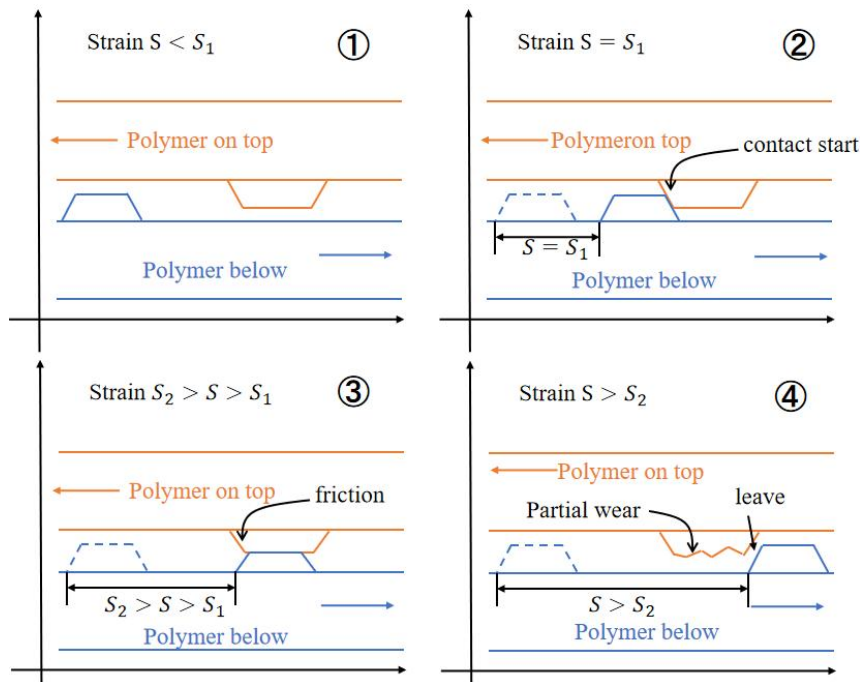 Strain S < S₁
①
Polymer on top
Polymer below
Strain S = S₁
②
Polymeron top
contact start
S = S₁
Polymer below
Strain S₂ > S > S₁
③
Polymer on top
friction
S₂ > S > S₁
Polymer below
Strain S > S₂
④
Polymer on top
Partial wear
leave
S > S₂
Polymer below